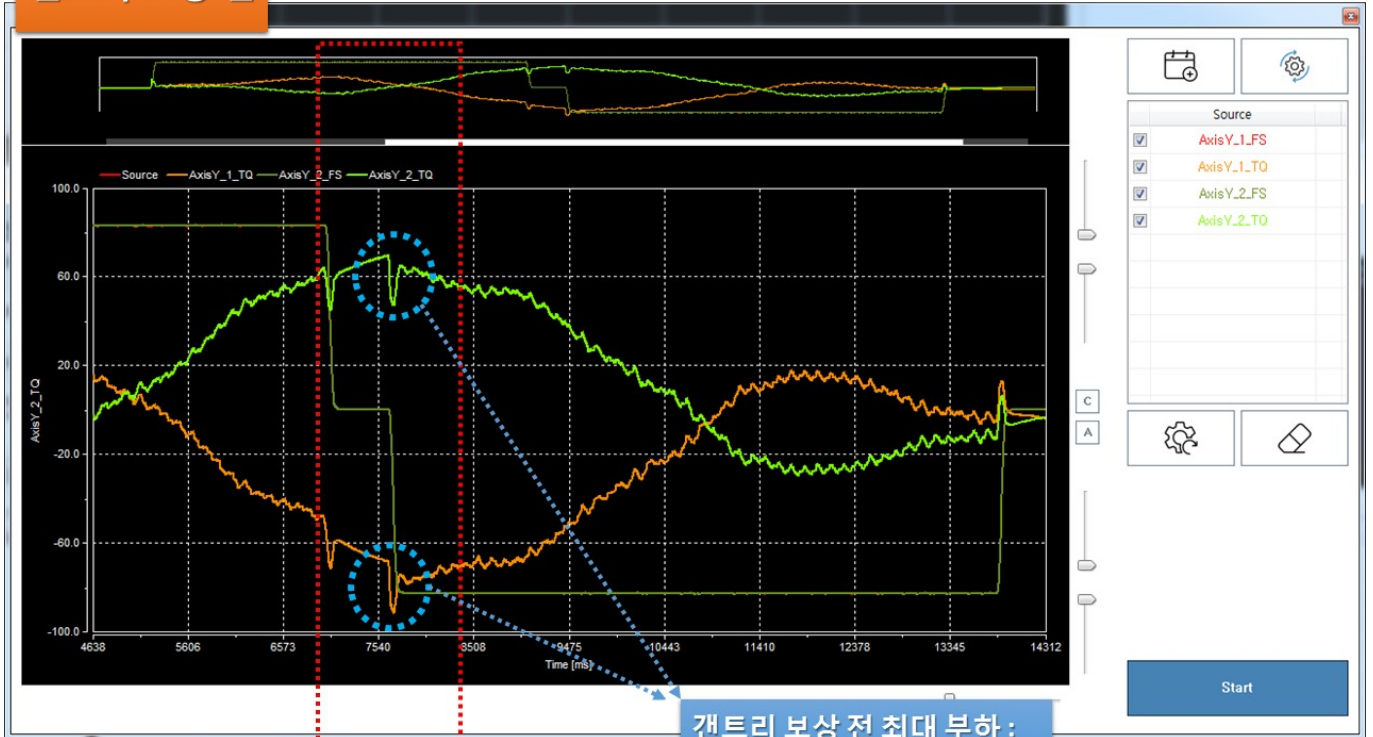 Source
AxisY_1_FS
AxisY_1_TQ
AxisY_2_FS
AxisY_2_TQ
Source AxisY_1_TQ AxisY_2_FS AxisY_2_TQ
100.0
60.0
20.0
-20.0
-60.0
-100.0
AxisY_2_TQ
4638 5606 6573 7540 8508 9475 10443 11410 12378 13345 14312
Time [ms]
C
A
Start
갠트리 보상 전 최대 부하 :